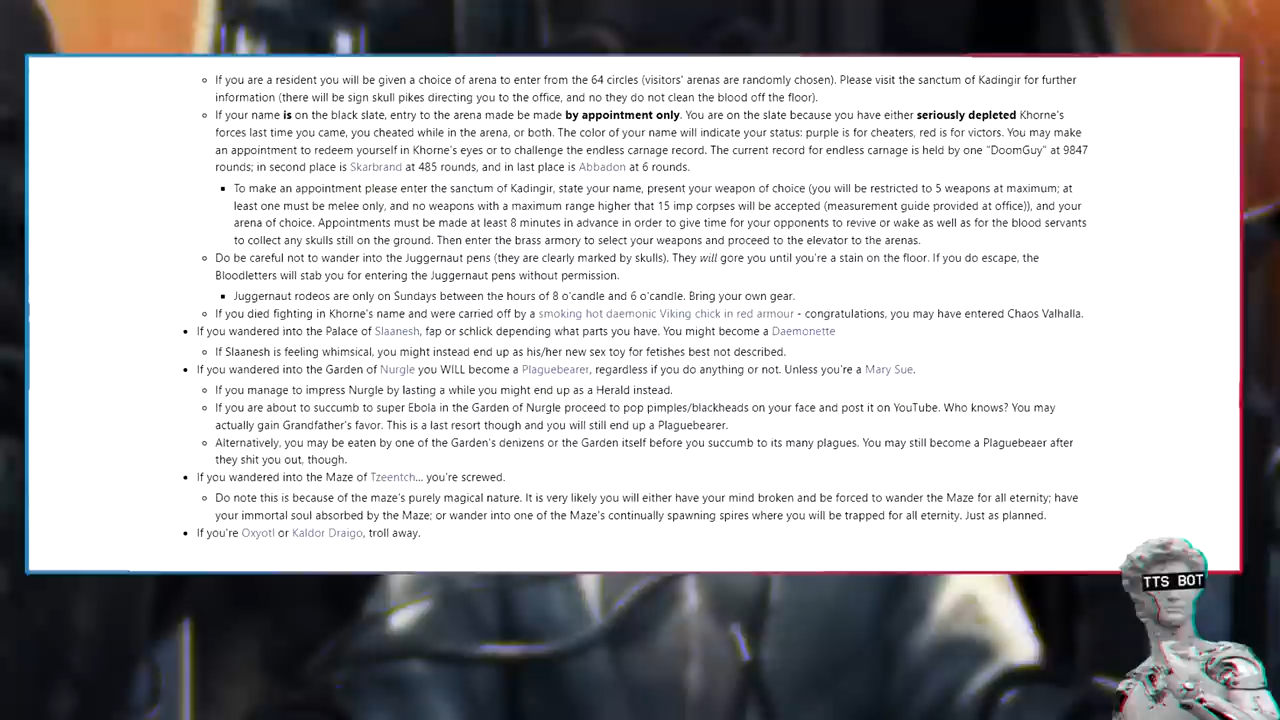 If you are a resident you will be given a choice of arena to enter from the 64 circles (visitors' arenas are randomly chosen). Please visit the sanctum of Kadingir for further
information (there will be sign skull pikes directing you to the office, and no they do not clean the blood off the floor).
If your name is on the black slate, entry to the arena made be made by appointment only. You are on the slate because you have either seriously depleted Khorne's
forces last time you came, you cheated while in the arena, or both. The color of your name will indicate your status: purple is for cheaters, red is for victors. You may make
an appointment to redeem yourself in Khorne's eyes or to challenge the endless carnage record. The current record for endless carnage is held by one "DoomGuy" at 9847
rounds; in second place is Skarbrand at 485 rounds, and in last place is Abbadon at 6 rounds.
To make an appointment please enter the sanctum of Kadingir, state your name, present your weapon of choice (you will be restricted to 5 weapons at maximum; at
least one must be melee only, and no weapons with a maximum range higher that 15 imp corpses will be accepted (measurement guide provided at office)), and your
arena of choice. Appointments must be made at least 8 minutes in advance in order to give time for your opponents to revive or wake as well as for the blood servants
to collect any skulls still on the ground. Then enter the brass armory to select your weapons and proceed to the elevator to the arenas.
Do be careful not to wander into the Juggernaut pens (they are clearly marked by skulls). They will gore you until you're a stain on the floor. If you do escape, the
Bloodletters will stab you for entering the Juggernaut pens without permission.
Juggernaut rodeos are only on Sundays between the hours of 8 o'candle and 6 o'candle. Bring your own gear.
If you died fighting in Khorne's name and were carried off by a smoking hot daemonic Viking chick in red armour - congratulations, you may have entered Chaos Valhalla.
If you wandered into the Palace of Slaanesh, fap or schlick depending what parts you have. You might become a Daemonette
If Slaanesh is feeling whimsical, you might instead end up as his/her new sex toy for fetishes best not described.
If you wandered into the Garden of Nurgle you WILL become a Plaguebearer, regardless if you do anything or not. Unless you're a Mary Sue.
If you manage to impress Nurgle by lasting a while you might end up as a Herald instead.
If you are about to succumb to super Ebola in the Garden of Nurgle proceed to pop pimples/blackheads on your face and post it on YouTube. Who knows? You may
actually gain Grandfather's favor. This is a last resort though and you will still end up a Plaguebearer.
Alternatively, you may be eaten by one of the Garden's denizens or the Garden itself before you succumb to its many plagues. You may still become a Plaguebeaer after
they shit you out, though.
If you wandered into the Maze of Tzeentch... you're screwed.
Do note this is because of the maze's purely magical nature. It is very likely you will either have your mind broken and be forced to wander the Maze for all eternity; have
your immortal soul absorbed by the Maze; or wander into one of the Maze's continually spawning spires where you will be trapped for all eternity. Just as planned.
If you're Oxyotl or Kaldor Draigo, troll away.
TTS BOT